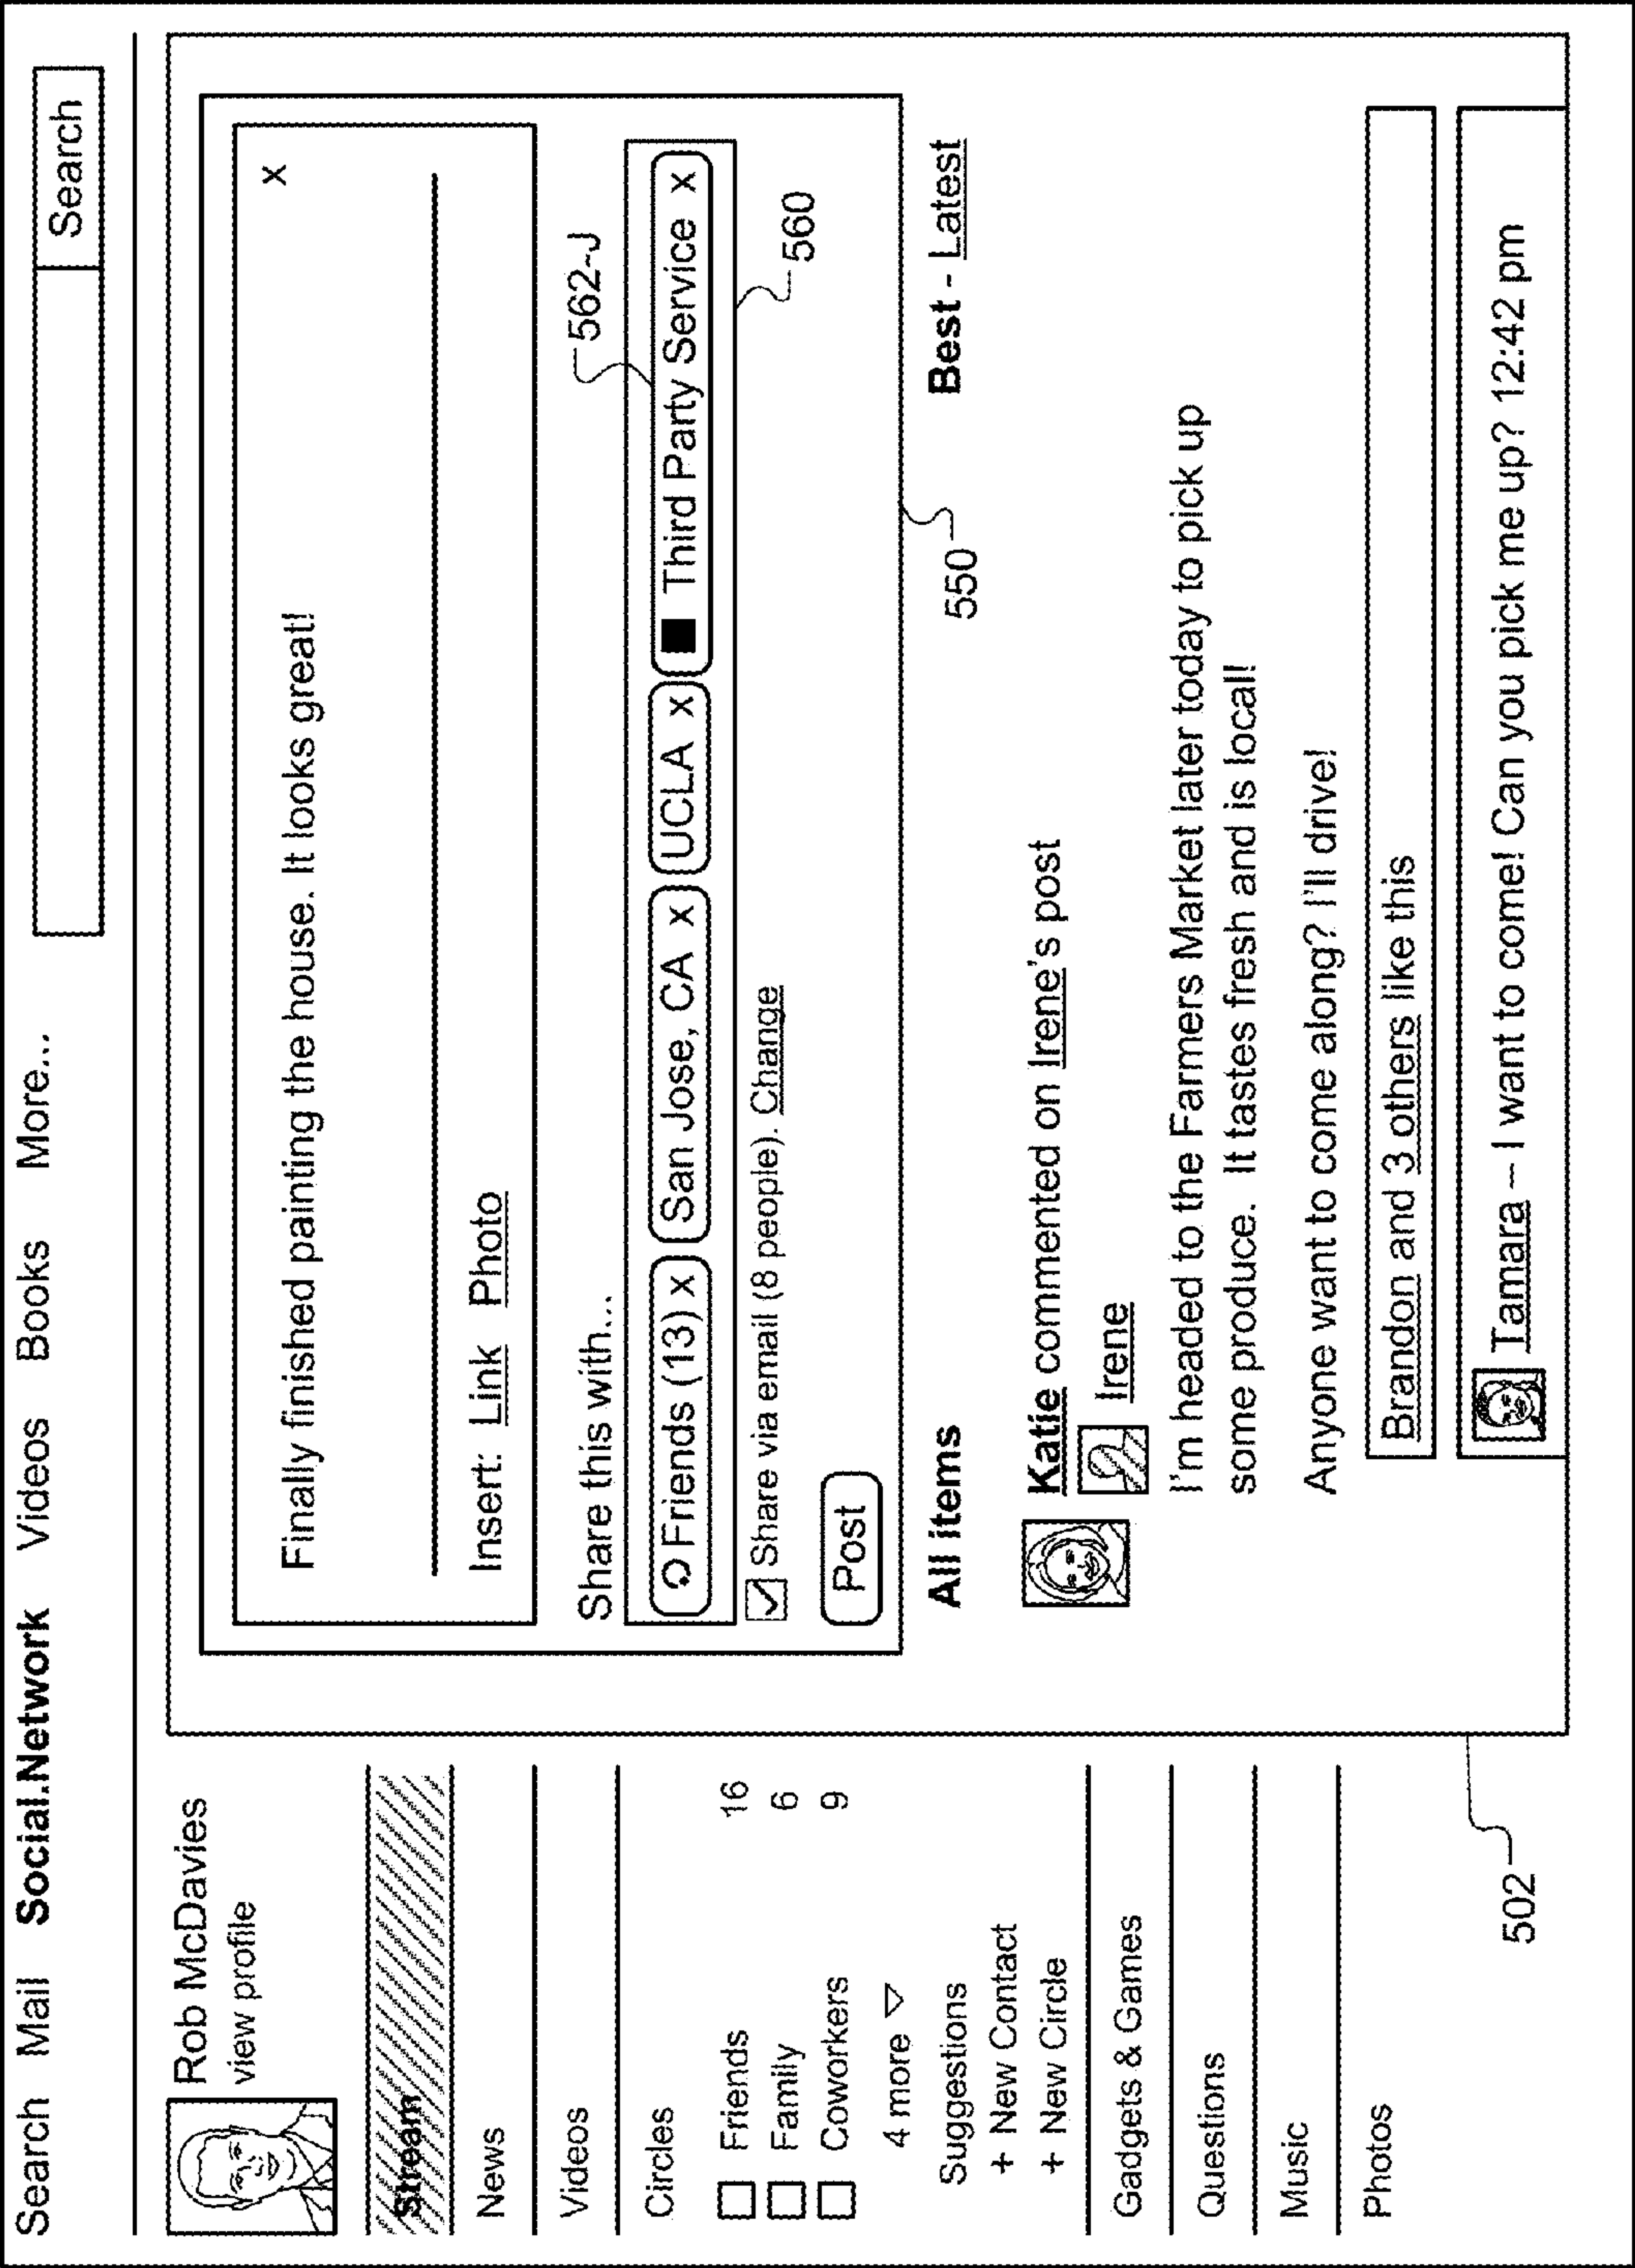 Search Mail Social.Network Videos Books More... Search
Rob McDavies
view profile
Stream
News
Videos
Circles
Friends 16
Family 6
Coworkers 9
4 more
Suggestions
+ New Contact
+ New Circle
Gadgets & Games
Questions
Music
Photos
502
Finally finished painting the house. It looks great! x
Insert: Link Photo
Share this with...
562-J
Friends (13) x San Jose, CA x UCLA x Third Party Service x
560
Share via email (8 people). Change
Post
550
All items Best - Latest
Katie commented on Irene's post
Irene
I'm headed to the Farmers Market later today to pick up
some produce. It tastes fresh and is local!
Anyone want to come along? I'll drive!
Brandon and 3 others like this
Tamara – I want to come! Can you pick me up? 12:42 pm